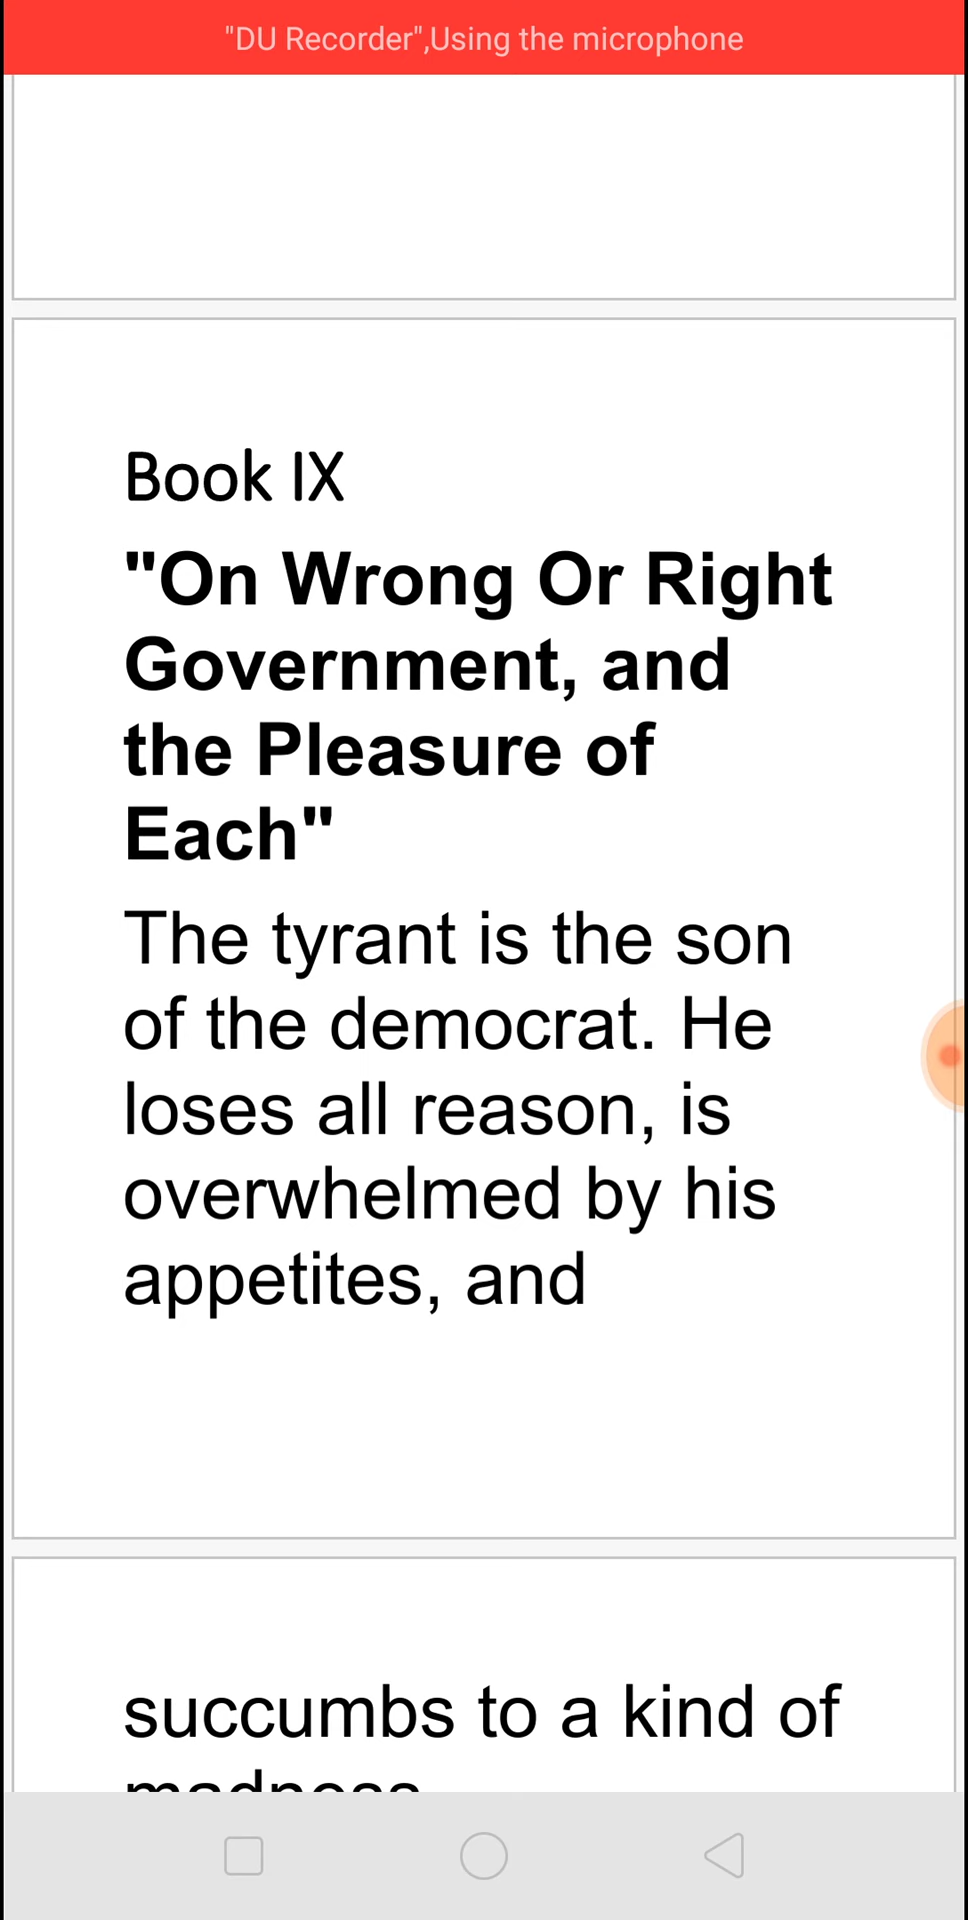 "DU Recorder",Using the microphone
Book IX
"On Wrong Or Right
Government, and
the Pleasure of
Each"
The tyrant is the son
of the democrat. He
loses all reason, is
overwhelmed by his
appetites, and
succumbs to a kind of
madness